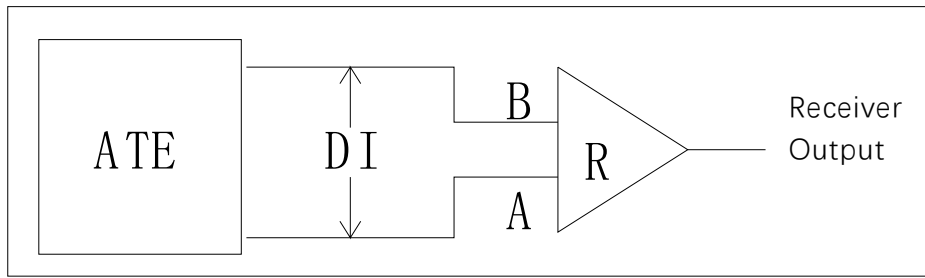 ATE
DI
B
A
R
Receiver
Output